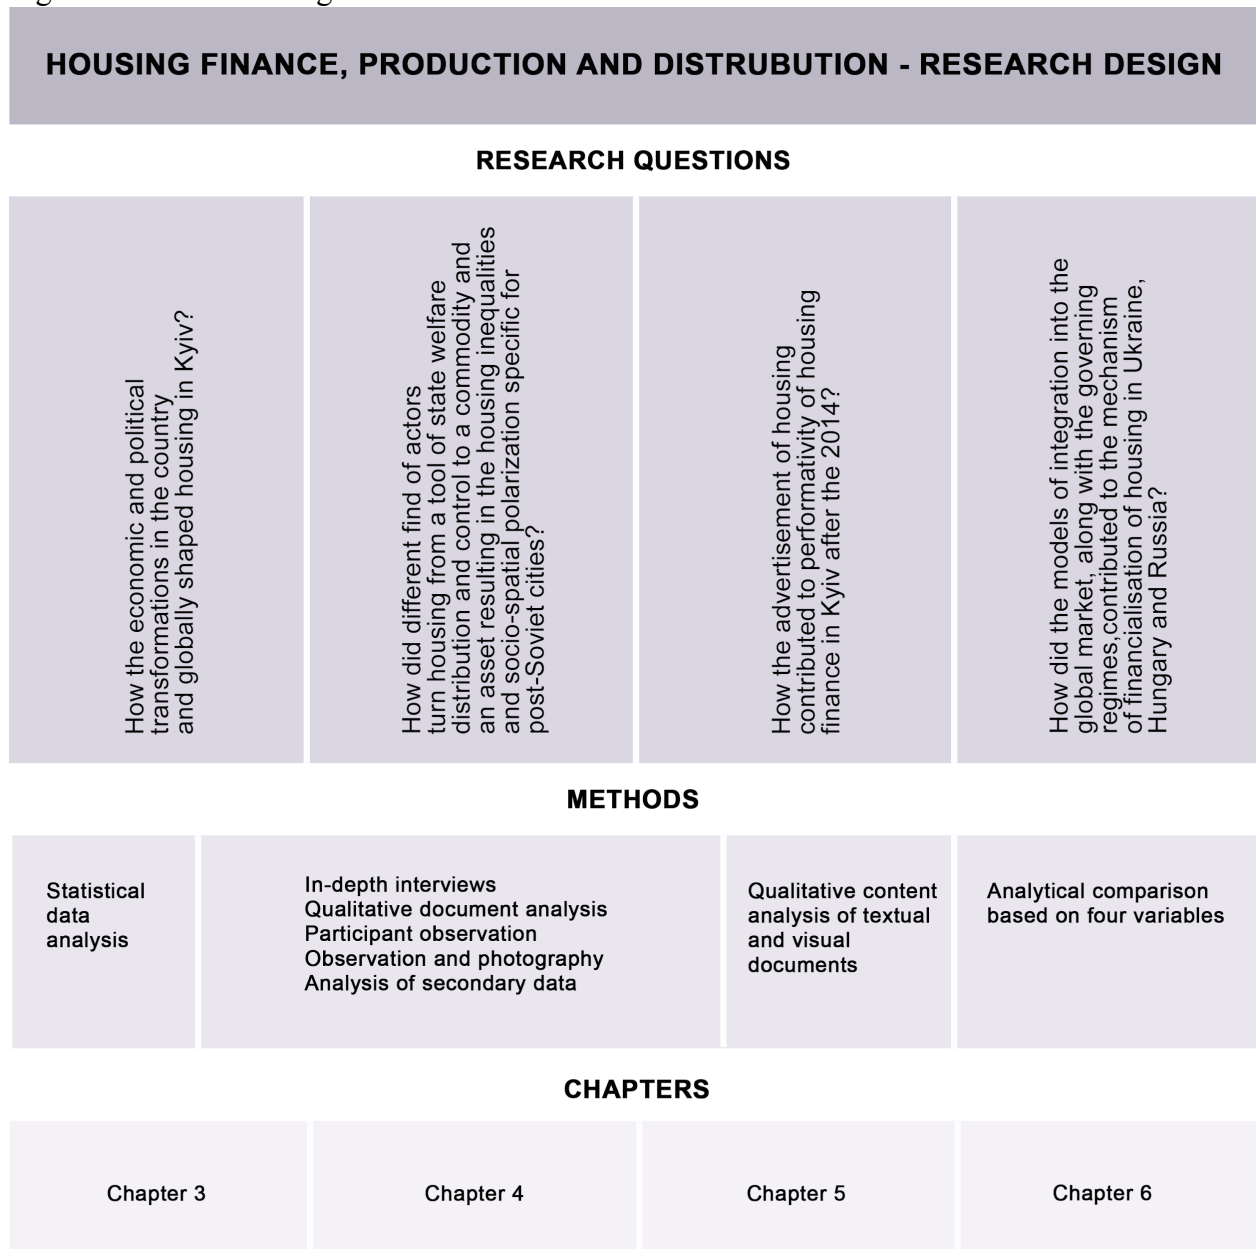 HOUSING FINANCE, PRODUCTION AND DISTRUBUTION - RESEARCH DESIGN
RESEARCH QUESTIONS
How the economic and political
transformations in the country
and globally shaped housing in Kyiv?
How did different find of actors
turn housing from a tool of state welfare
distribution and control to a commodity and
an asset resulting in the housing inequalities
and socio-spatial polarization specific for
post-Soviet cities?
How the advertisement of housing
contributed to performativity of housing
finance in Kyiv after the 2014?
How did the models of integration into the
global market, along with the governing
regimes,contributed to the mechanism
of financialisation of housing in Ukraine,
Hungary and Russia?
METHODS
Statistical
data
analysis
In-depth interviews
Qualitative document analysis
Participant observation
Observation and photography
Analysis of secondary data
Qualitative content
analysis of textual
and visual
documents
Analytical comparison
based on four variables
CHAPTERS
Chapter 3
Chapter 4
Chapter 5
Chapter 6